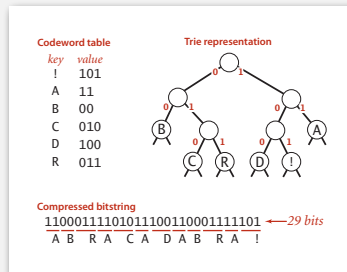 Codeword table
key value
! 101
A 11
B 00
C 010
D 100
R 011
Trie representation
0 1
0 1 0 1
B A
0 1 0 1
C R D !
Compressed bitstring
11000111101011100110001111101 29 bits
A B R A C A D A B R A !